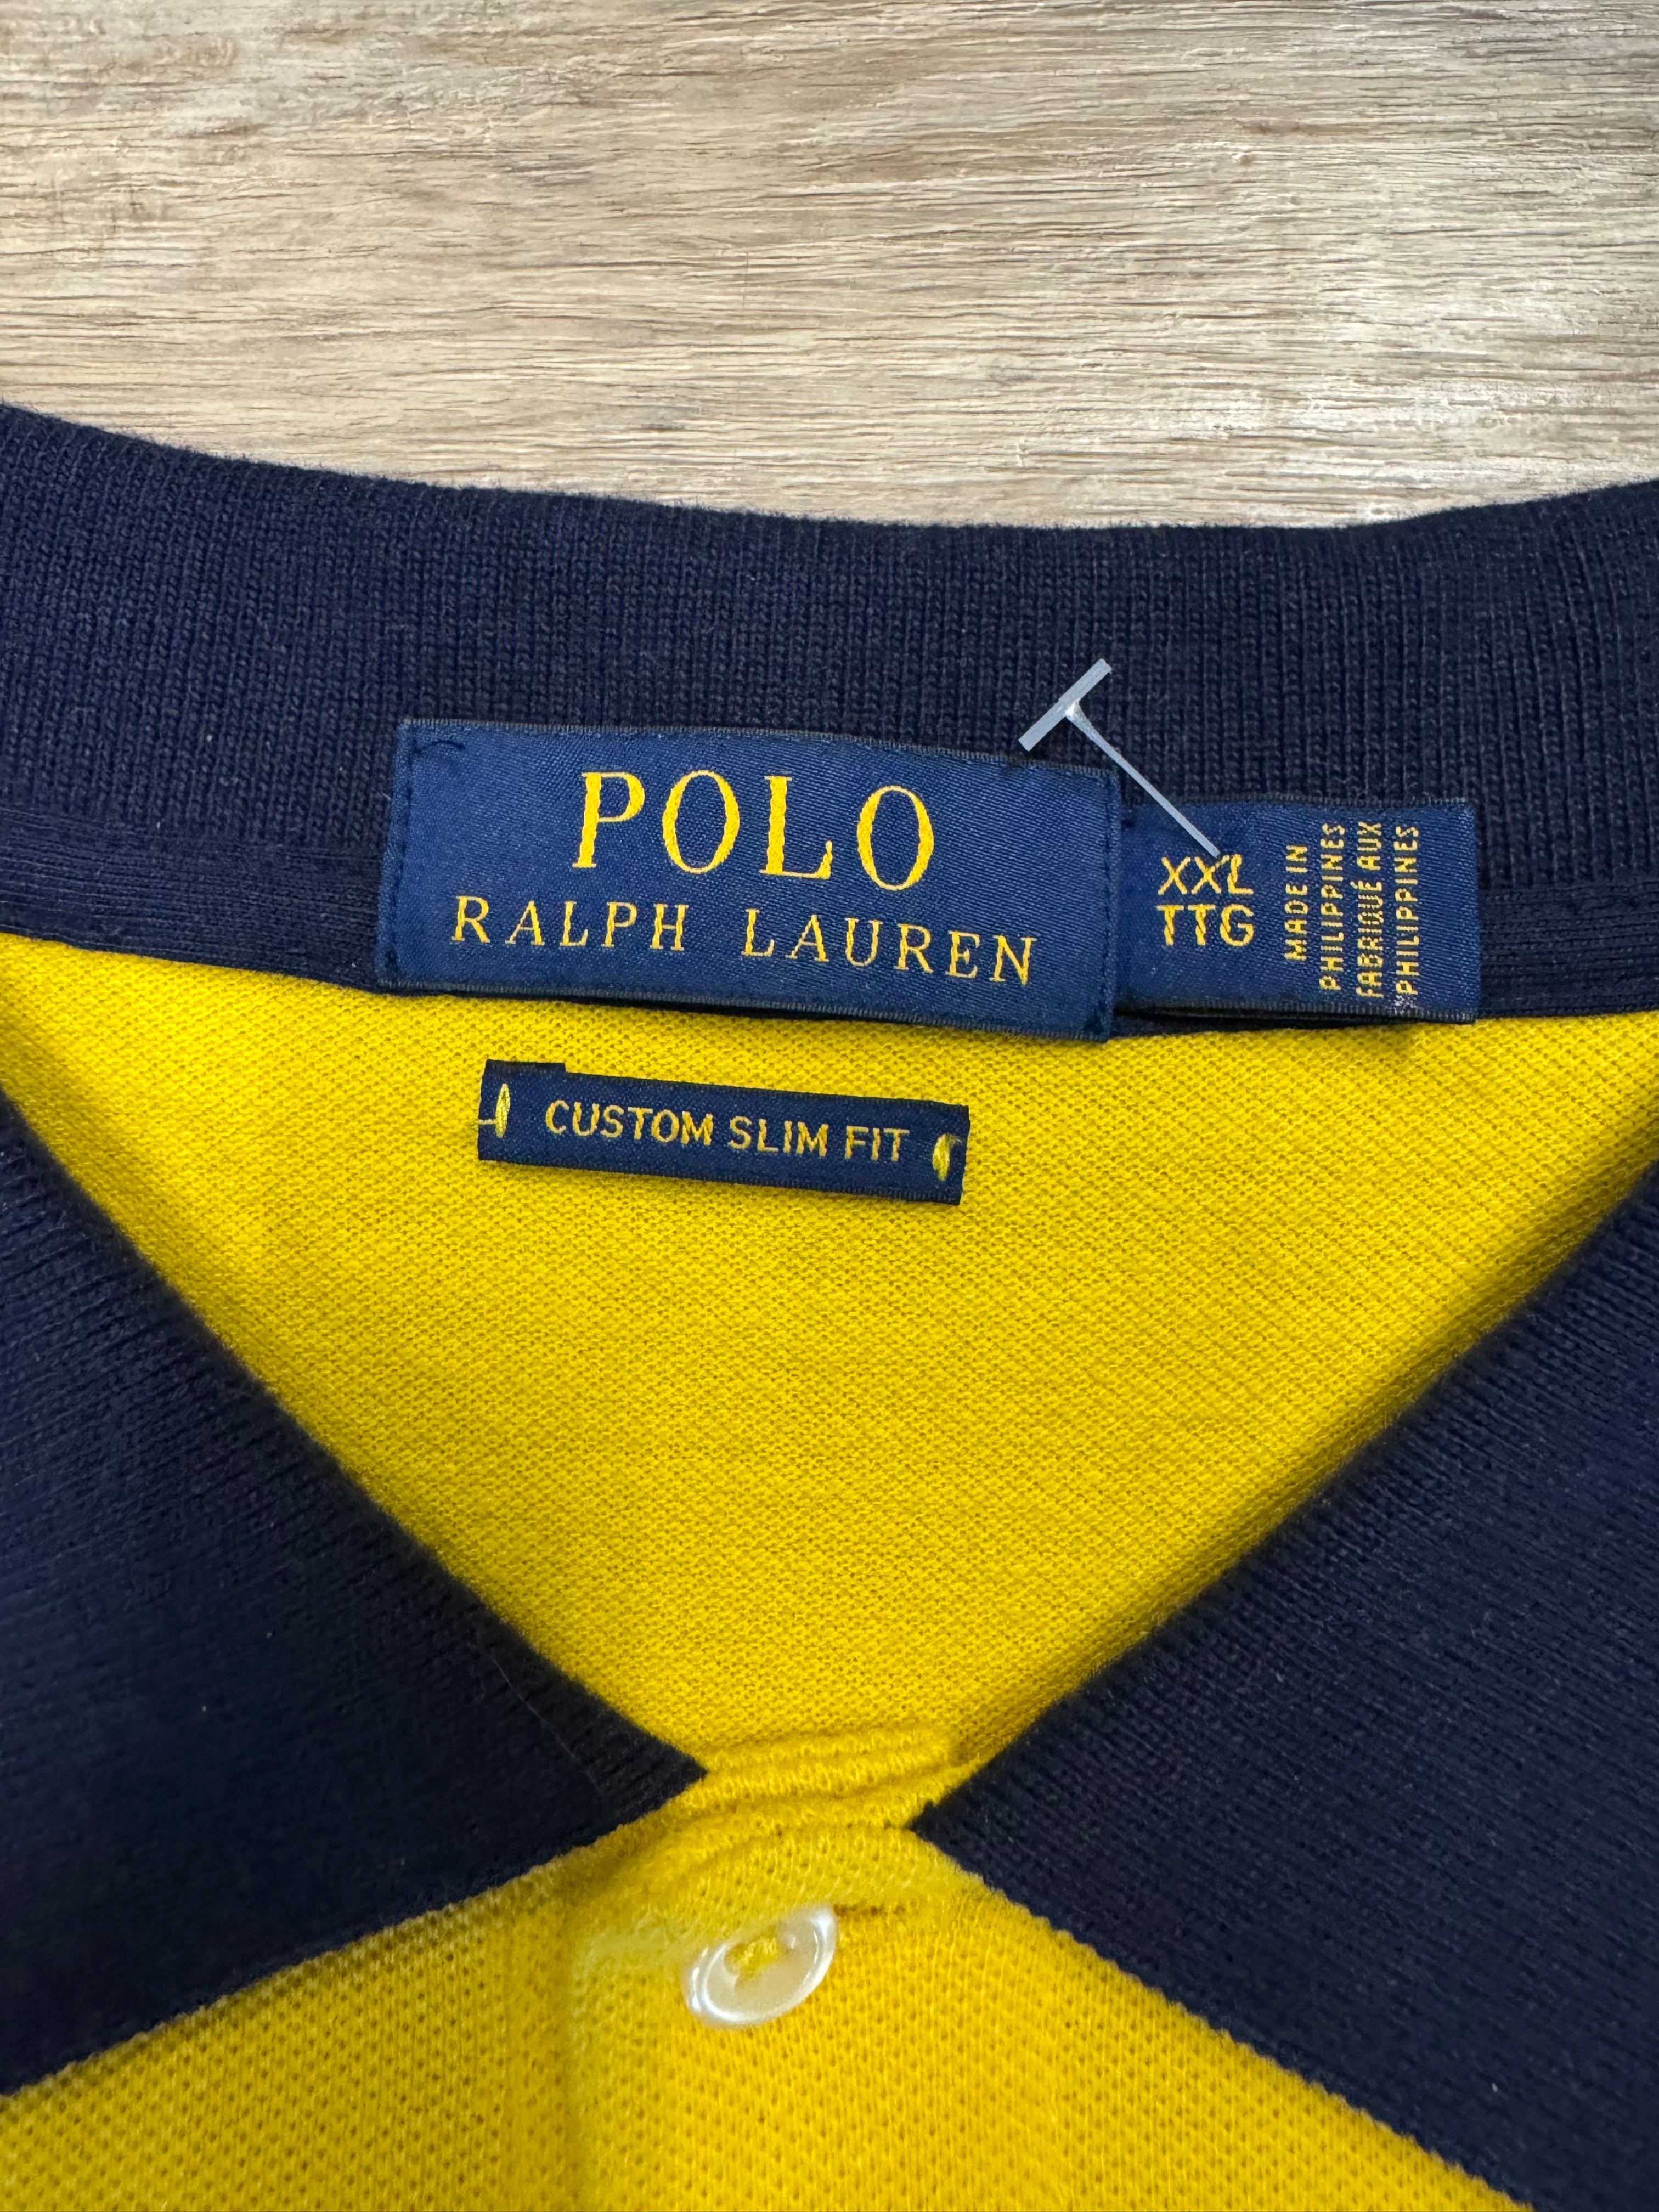 POLO
RALPH LAUREN
XXL
TTG
MADE IN
PHILIPPINES
FABRIQUÉ AUX
PHILIPPINES
CUSTOM SLIM FIT